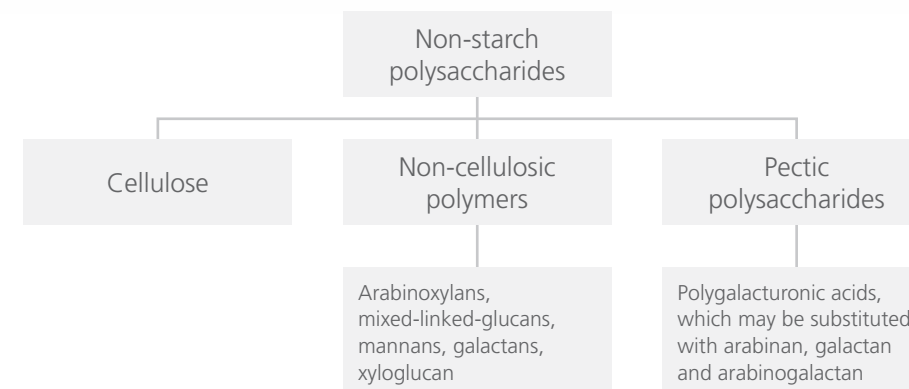 Non-starch
polysaccharides
Cellulose
Non-cellulosic
polymers
Pectic
polysaccharides
Arabinoxylans,
mixed-linked-glucans,
mannans, galactans,
xyloglucan
Polygalacturonic acids,
which may be substituted
with arabinan, galactan
and arabinogalactan